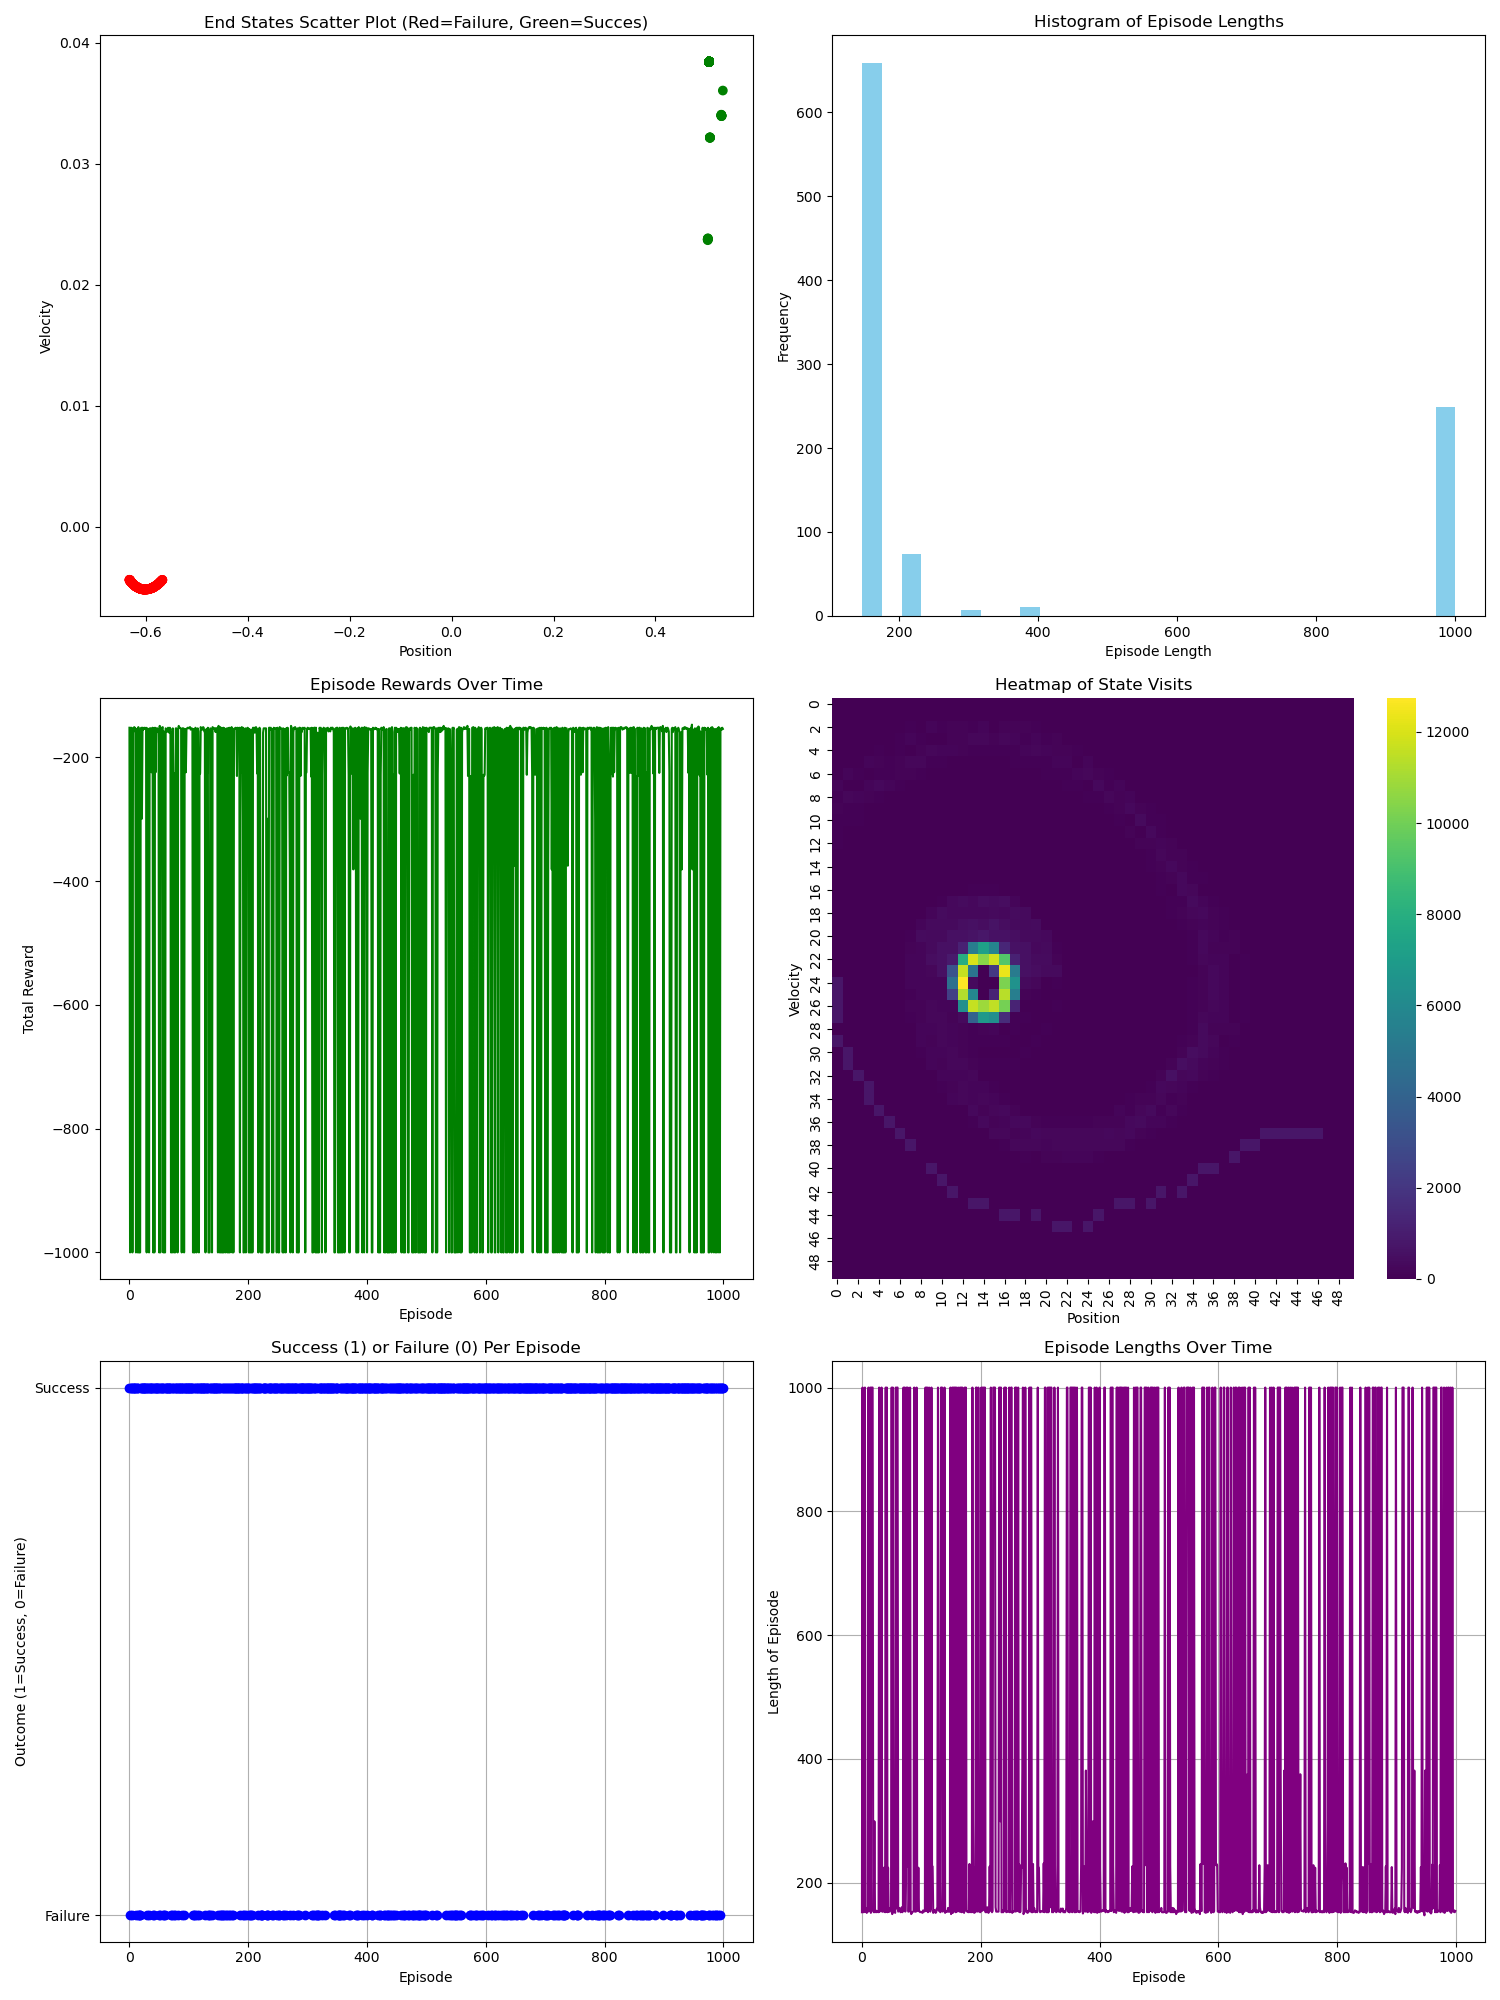 End States Scatter Plot (Red=Failure, Green=Succes)
0.04
0.03
0.02
0.01
0.00
Velocity
−0.6 −0.4 −0.2 0.0 0.2 0.4
Position
Histogram of Episode Lengths
600
500
400
300
200
100
0
Frequency
200 400 600 800 1000
Episode Length
Episode Rewards Over Time
−200
−400
−600
−800
−1000
Total Reward
0 200 400 600 800 1000
Episode
Heatmap of State Visits
0
2
4
6
8
10
12
14
16
18
20
22
24
26
28
30
32
34
36
38
40
42
44
46
48
Velocity
0 2 4 6 8 10 12 14 16 18 20 22 24 26 28 30 32 34 36 38 40 42 44 46 48
Position
12000
10000
8000
6000
4000
2000
0
Success (1) or Failure (0) Per Episode
Success
Failure
Outcome (1=Success, 0=Failure)
0 200 400 600 800 1000
Episode
Episode Lengths Over Time
1000
800
600
400
200
Length of Episode
0 200 400 600 800 1000
Episode